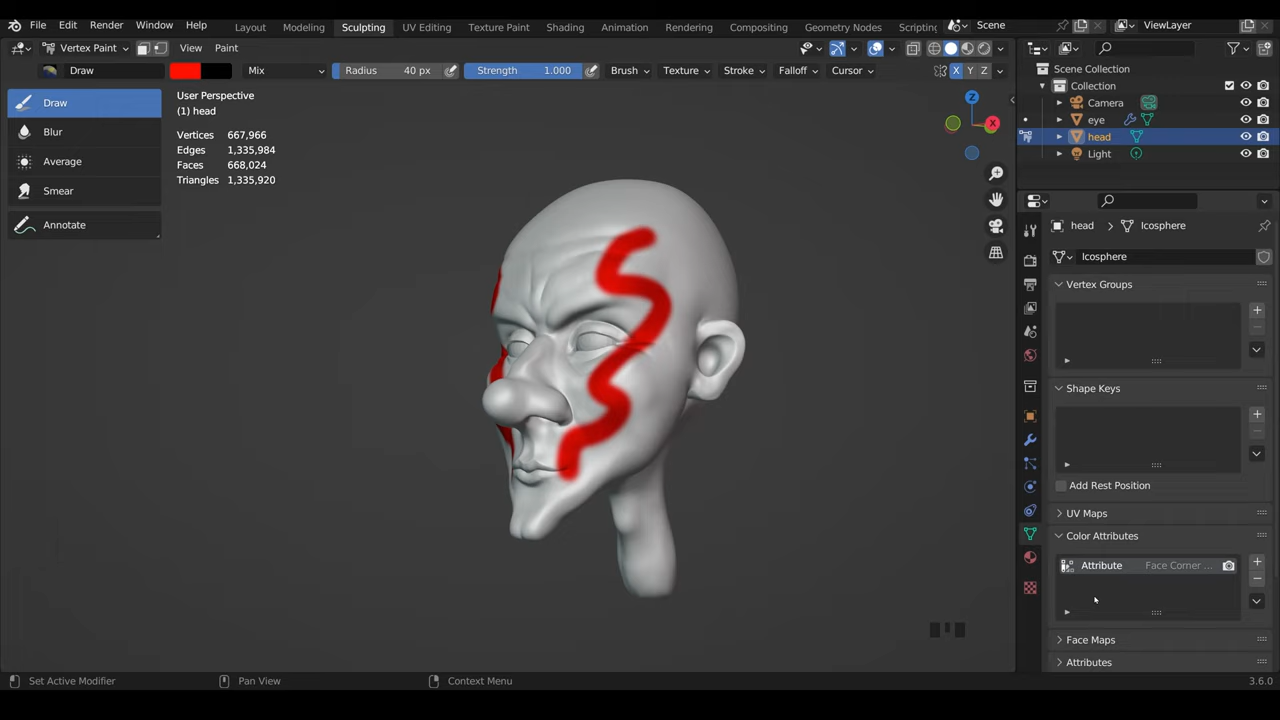 File Edit Render Window Help Layout Modeling Sculpting UV Editing Texture Paint Shading Animation Rendering Compositing Geometry Nodes Scripting Scene ViewLayer
Vertex Paint View Paint
Draw Mix Radius 40 px Strength 1.000 Brush Texture Stroke Falloff Cursor X Y Z
Draw
Blur
Average
Smear
Annotate
User Perspective
(1) head
Vertices 667,966
Edges 1,335,984
Faces 668,024
Triangles 1,335,920
Z
X
Scene Collection
Collection
Camera
eye
head
Light
head Icosphere
Icosphere
Vertex Groups
Shape Keys
Add Rest Position
UV Maps
Color Attributes
Attribute Face Corner ...
Face Maps
Attributes
Set Active Modifier Pan View Context Menu 3.6.0